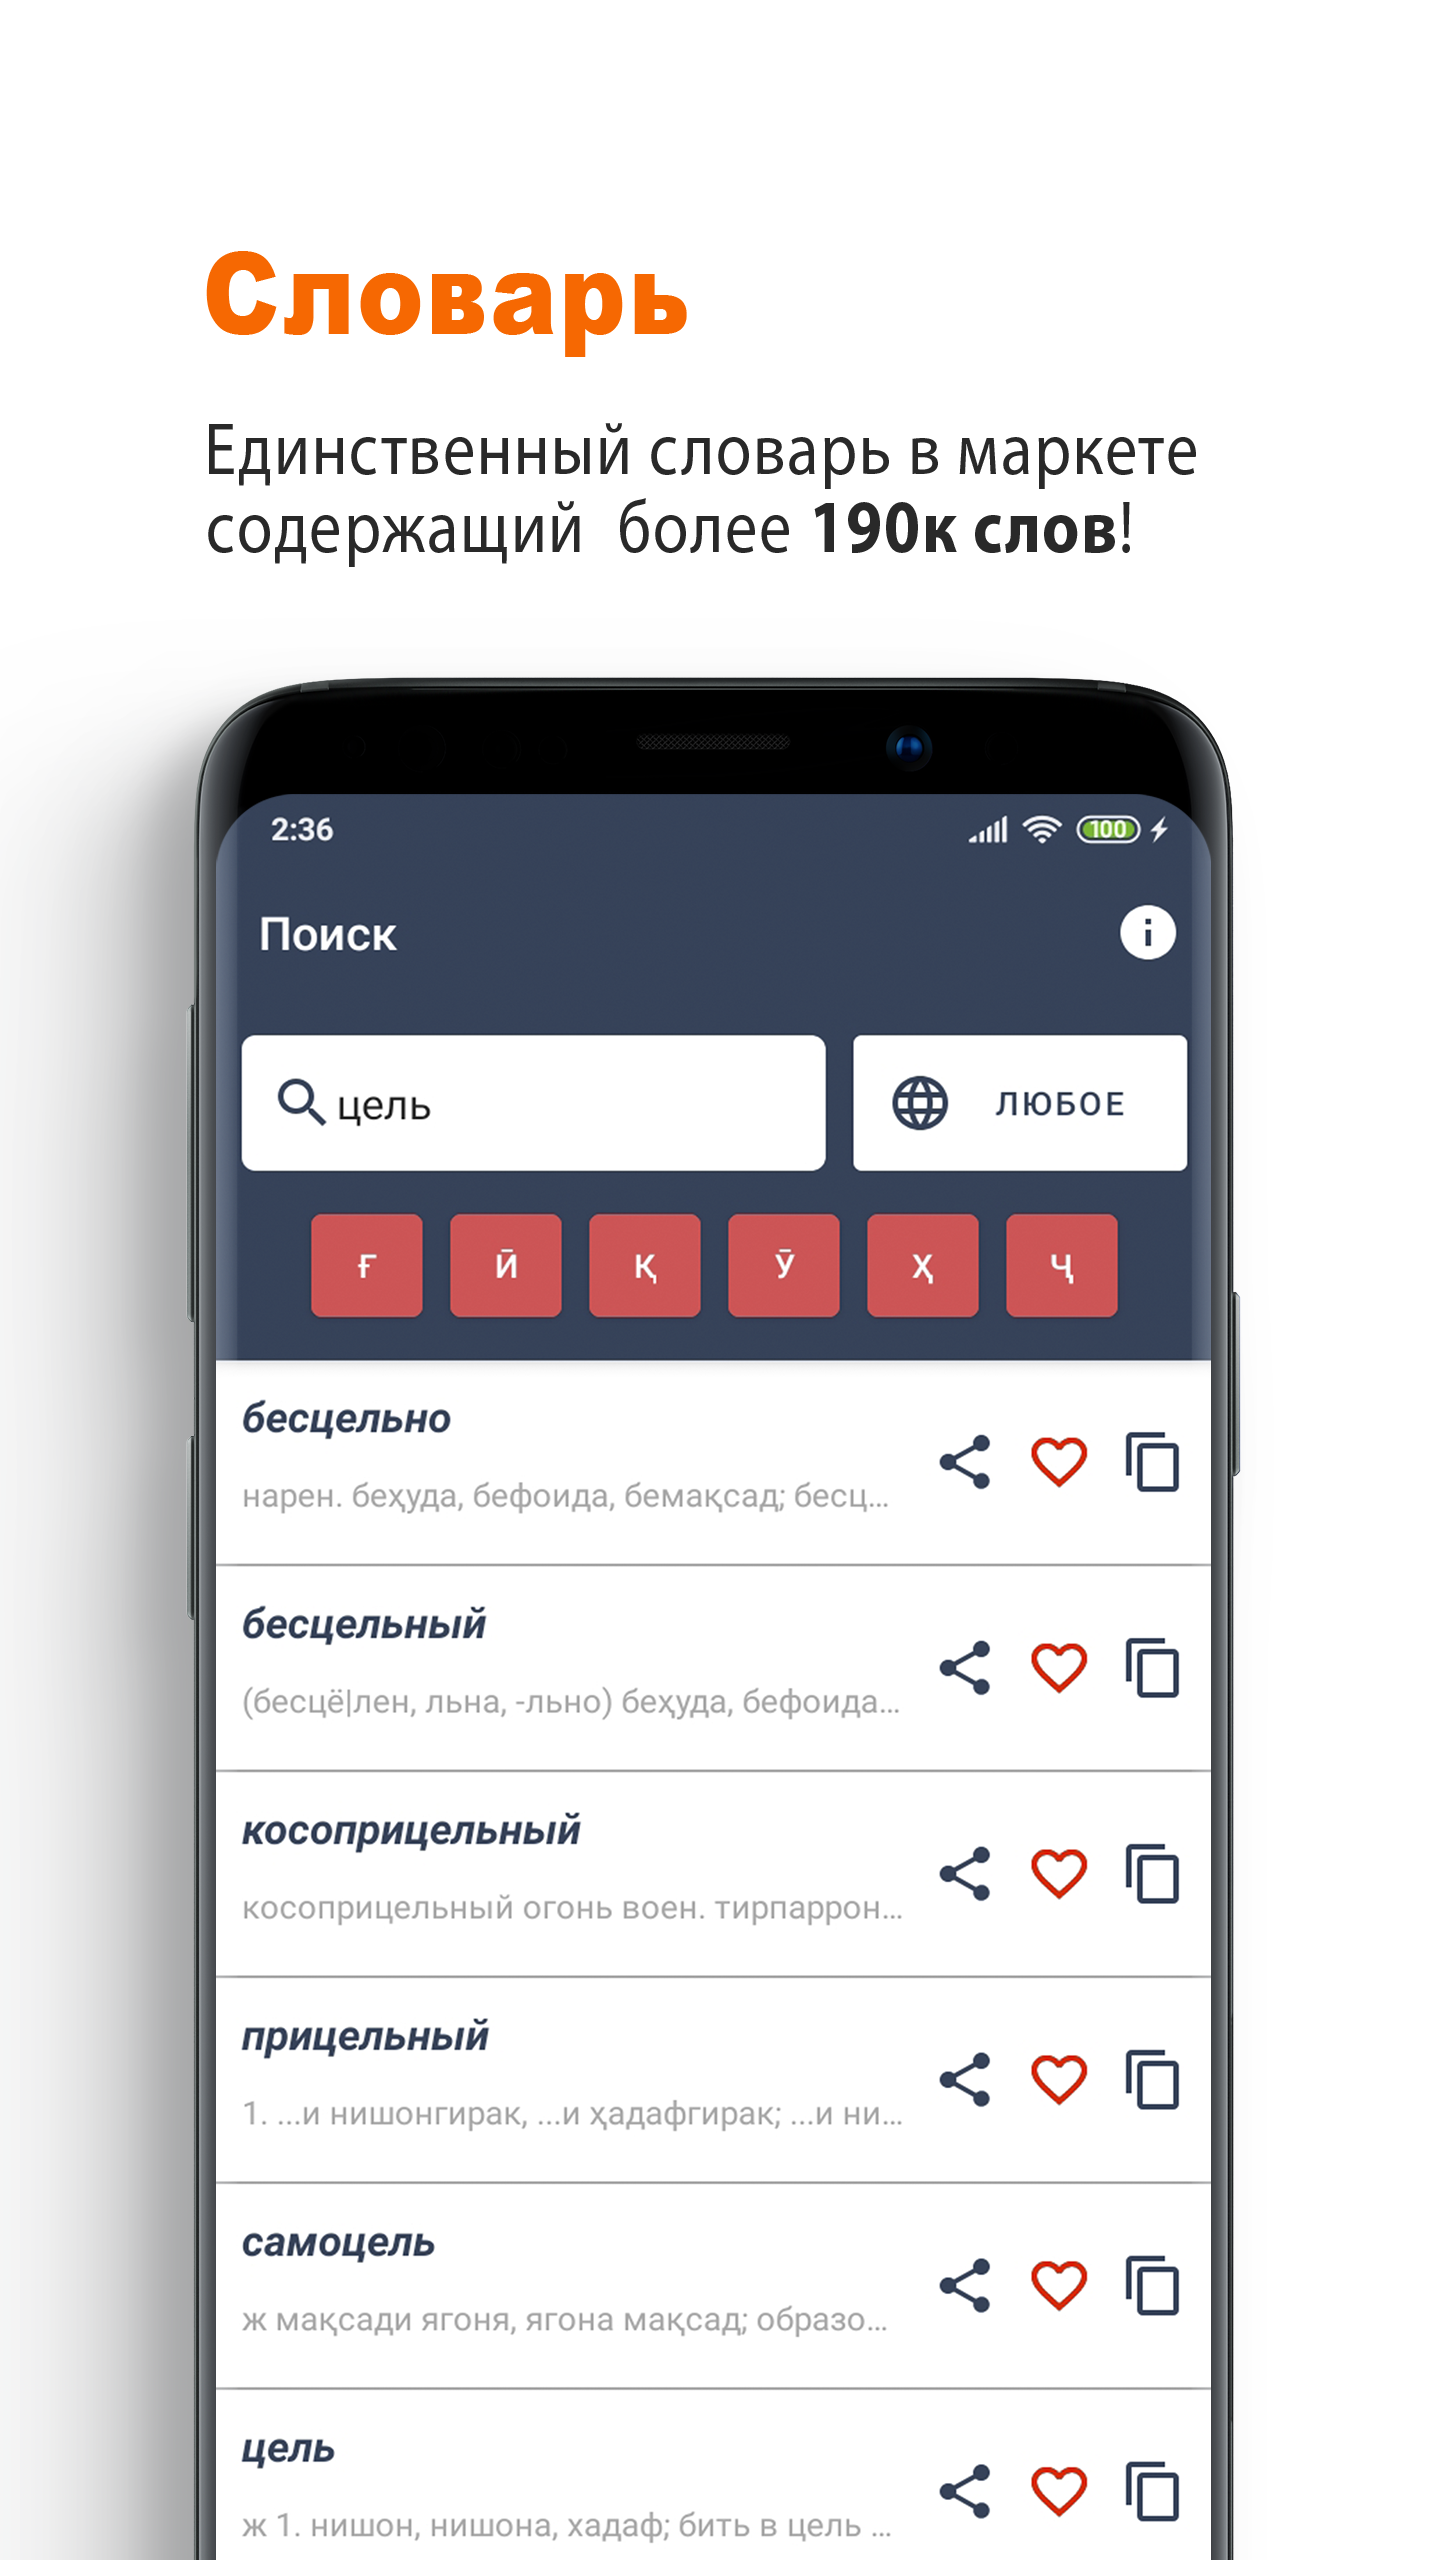 Словарь
Единственный словарь в маркете
содержащий более 190к слов!
2:36
100
Поиск
цель
ЛЮБОЕ
Ғ Ӣ Қ Ӯ Ҳ Ҷ
бесцельно
нарен. беҳуда, бефоида, бемақсад; бесц...
бесцельный
(бесцё|лен, льна, -льно) беҳуда, бефоида...
косоприцельный
косоприцельный огонь воен. тирпаррон...
прицельный
1. ...и нишонгирак, ...и ҳадафгирак; ...и ни...
самоцель
ж мақсади ягоня, ягона мақсад; образо...
цель
ж 1. нишон, нишона, хадаф; бить в цель ...